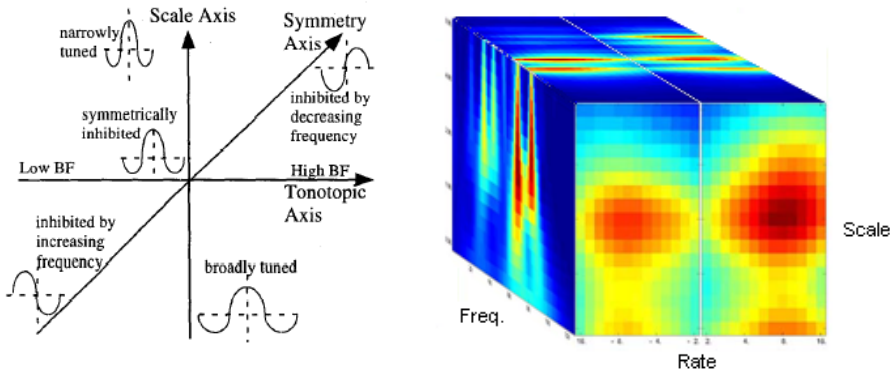 Scale Axis
narrowly
tuned
Symmetry
Axis
symmetrically
inhibited
inhibited by
decreasing
frequency
Low BF
High BF
Tonotopic
Axis
inhibited by
increasing
frequency
broadly tuned
Scale
Freq.
Rate